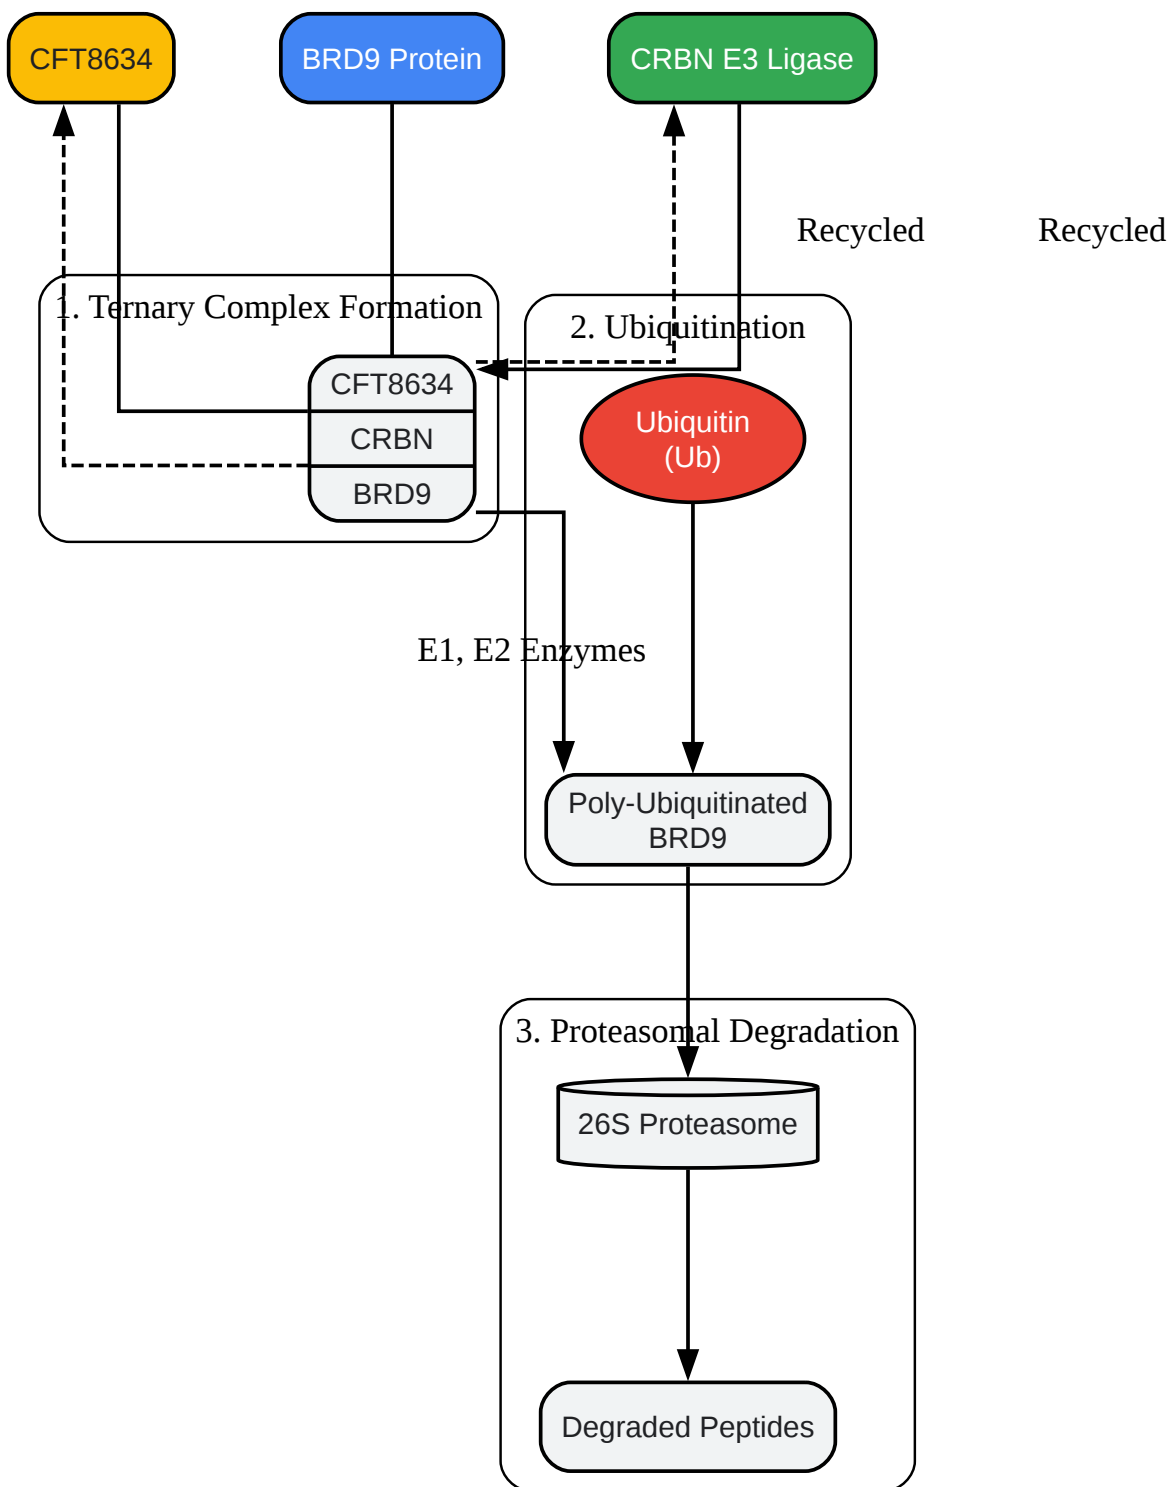 CFT8634
BRD9 Protein
CRBN E3 Ligase
Recycled
Recycled
1. Ternary Complex Formation
2. Ubiquitination
CFT8634
CRBN
BRD9
Ubiquitin
(Ub)
E1, E2 Enzymes
Poly-Ubiquitinated
BRD9
3. Proteasomal Degradation
26S Proteasome
Degraded Peptides